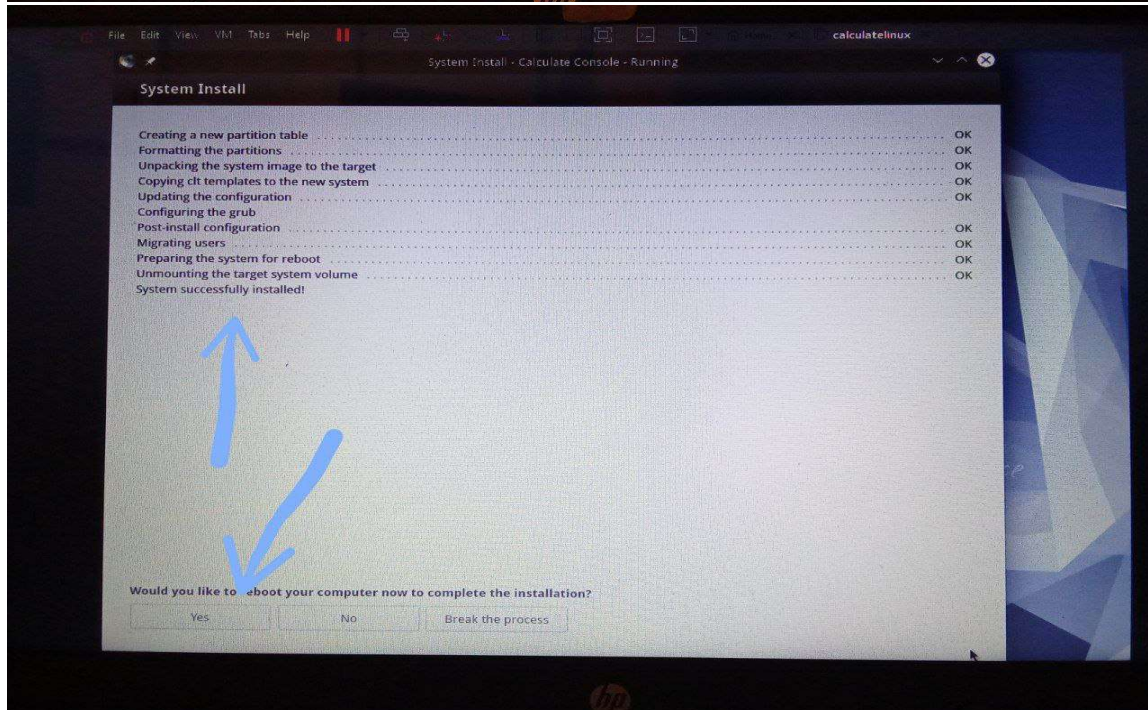 File Edit View VM Tabs Help calculatelinux
System Install - Calculate Console - Running
System Install
Creating a new partition table OK
Formatting the partitions OK
Unpacking the system image to the target OK
Copying clt templates to the new system OK
Updating the configuration OK
Configuring the grub
Post-install configuration OK
Migrating users OK
Preparing the system for reboot OK
Unmounting the target system volume OK
System successfully installed!
Would you like to reboot your computer now to complete the installation?
Yes No Break the process
hp